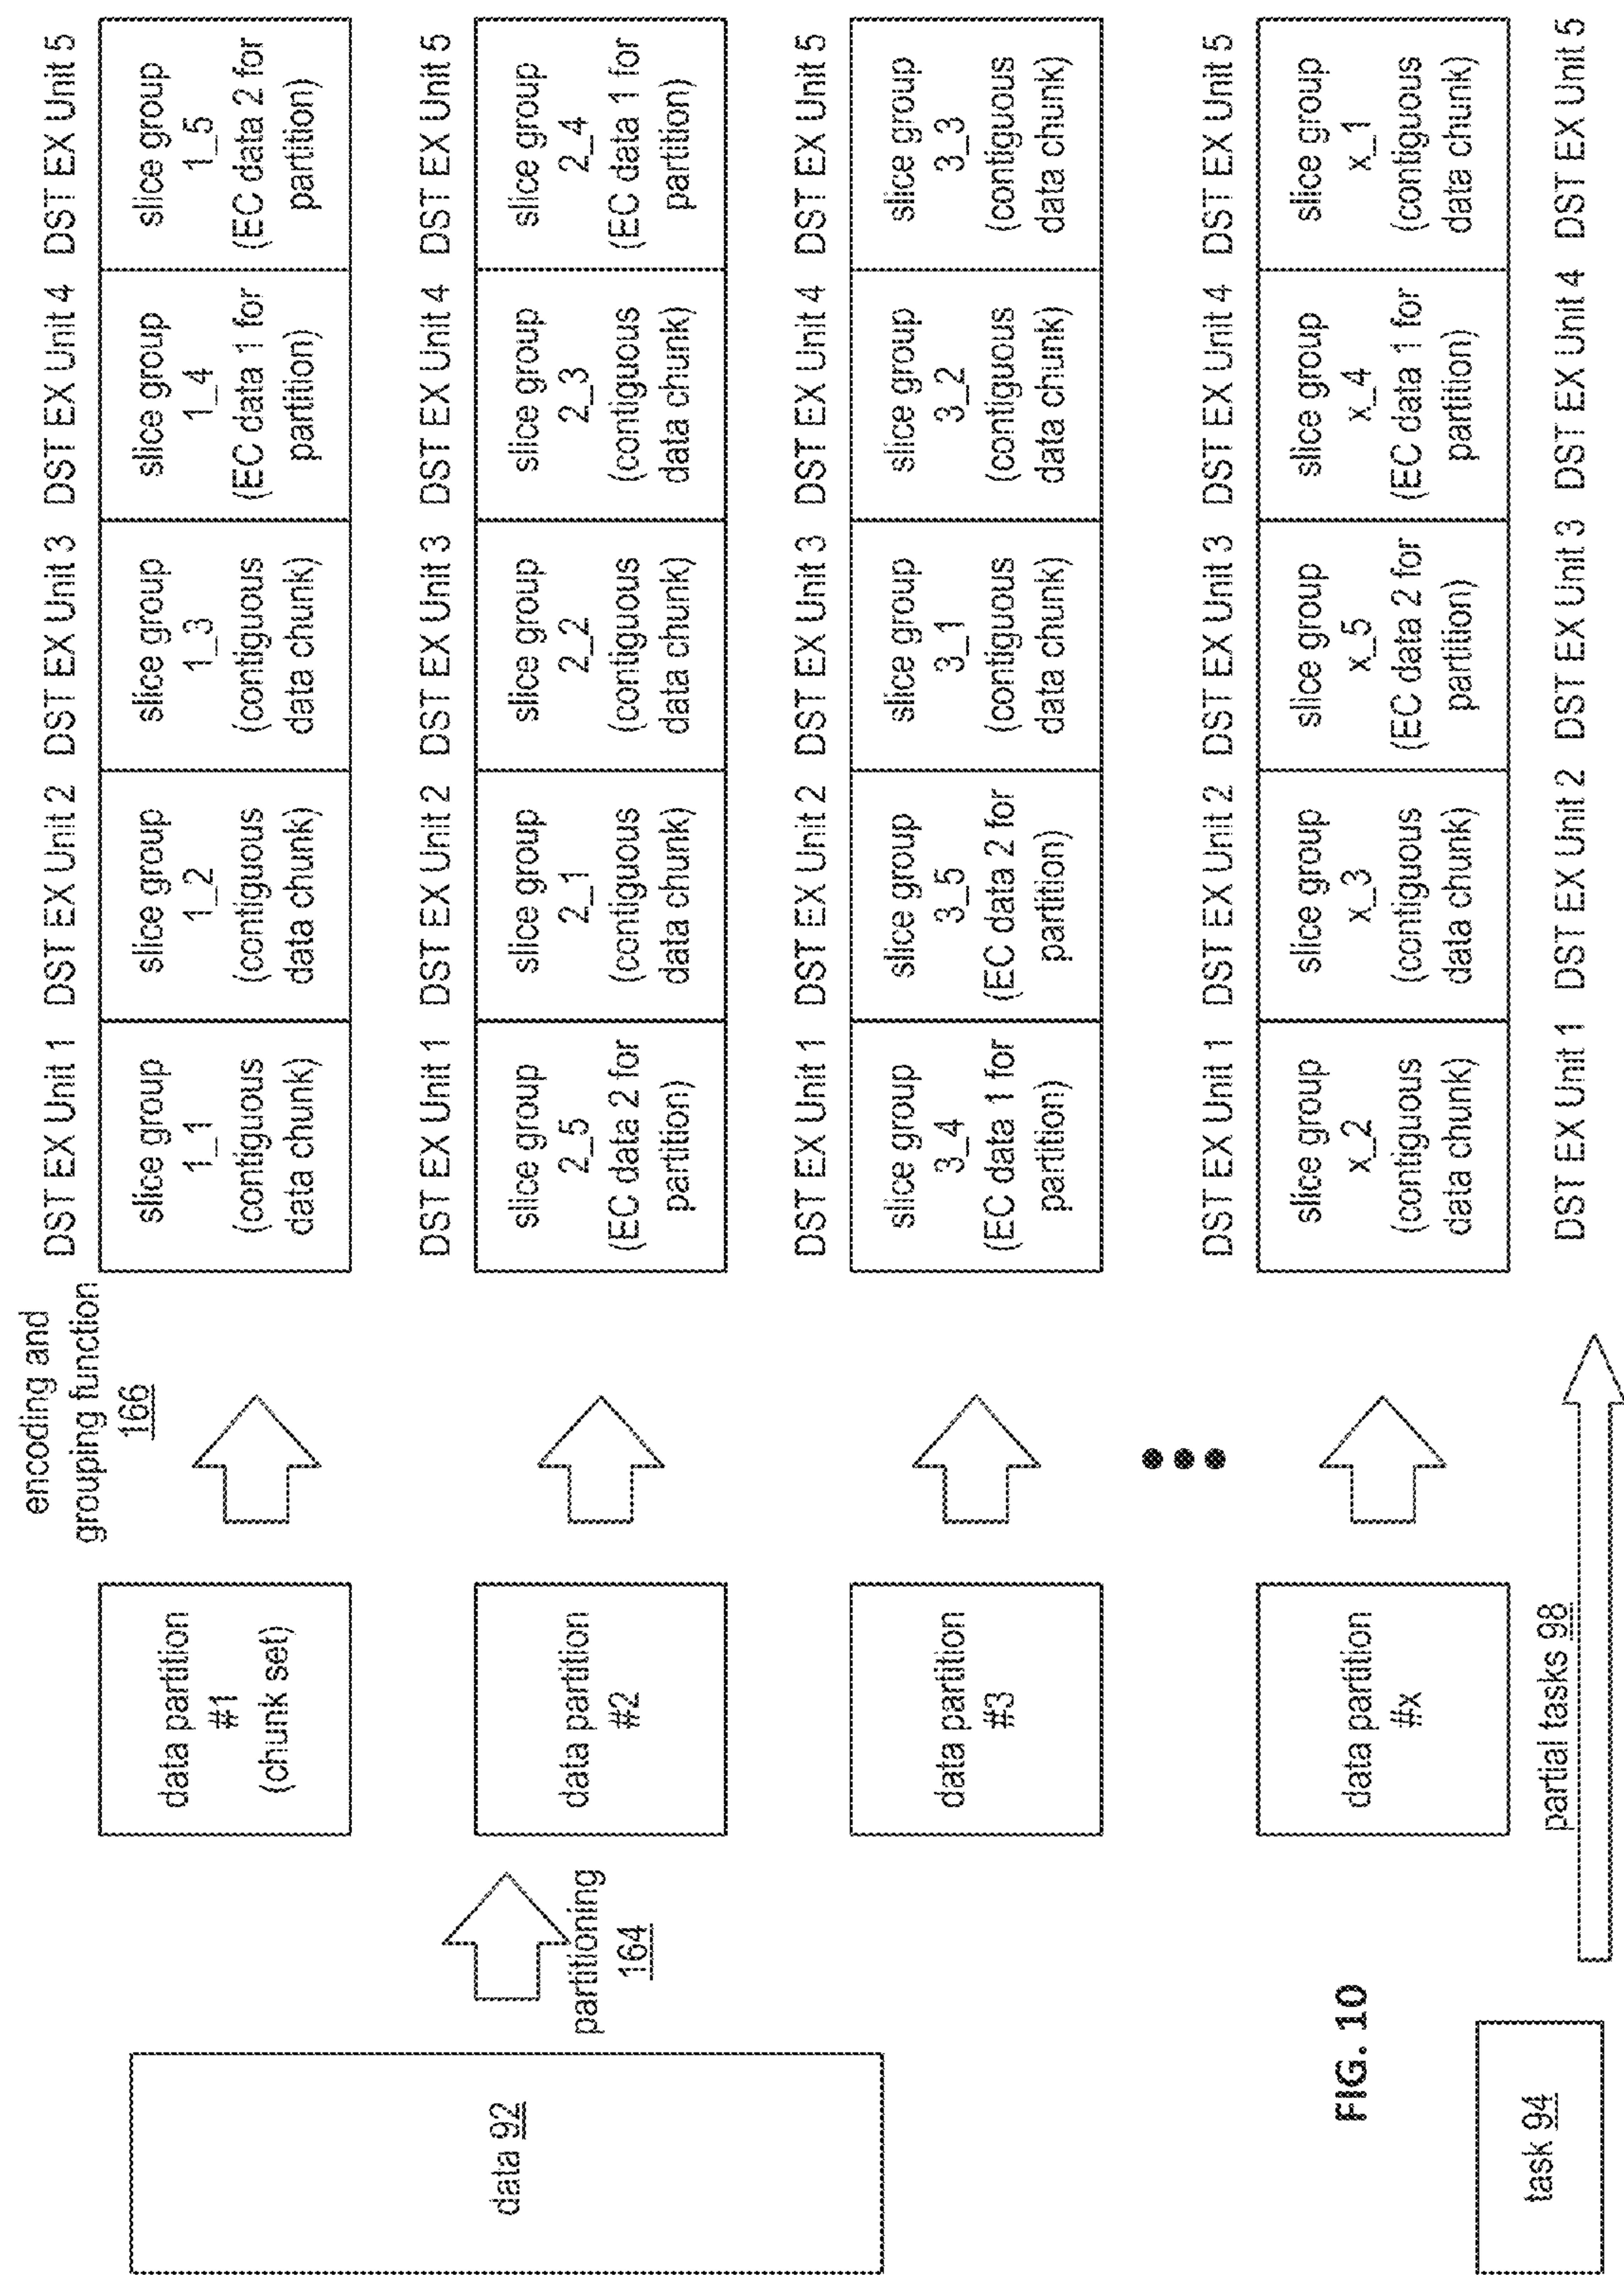 data 92
partitioning
164
data partition
#1
(chunk set)
encoding and
grouping function
166
DST EX Unit 1 DST EX Unit 2 DST EX Unit 3 DST EX Unit 4 DST EX Unit 5
slice group
1_1
(contiguous
data chunk)
slice group
1_2
(contiguous
data chunk)
slice group
1_3
(contiguous
data chunk)
slice group
1_4
(EC data 1 for
partition)
slice group
1_5
(EC data 2 for
partition)
data partition
#2
DST EX Unit 1 DST EX Unit 2 DST EX Unit 3 DST EX Unit 4 DST EX Unit 5
slice group
2_5
(EC data 2 for
partition)
slice group
2_1
(contiguous
data chunk)
slice group
2_2
(contiguous
data chunk)
slice group
2_3
(contiguous
data chunk)
slice group
2_4
(EC data 1 for
partition)
data partition
#3
DST EX Unit 1 DST EX Unit 2 DST EX Unit 3 DST EX Unit 4 DST EX Unit 5
slice group
3_4
(EC data 1 for
partition)
slice group
3_5
(EC data 2 for
partition)
slice group
3_1
(contiguous
data chunk)
slice group
3_2
(contiguous
data chunk)
slice group
3_3
(contiguous
data chunk)
data partition
#x
DST EX Unit 1 DST EX Unit 2 DST EX Unit 3 DST EX Unit 4 DST EX Unit 5
slice group
x_2
(contiguous
data chunk)
slice group
x_3
(contiguous
data chunk)
slice group
x_5
(EC data 2 for
partition)
slice group
x_4
(EC data 1 for
partition)
slice group
x_1
(contiguous
data chunk)
FIG. 10
task 94
partial tasks 98
DST EX Unit 1 DST EX Unit 2 DST EX Unit 3 DST EX Unit 4 DST EX Unit 5